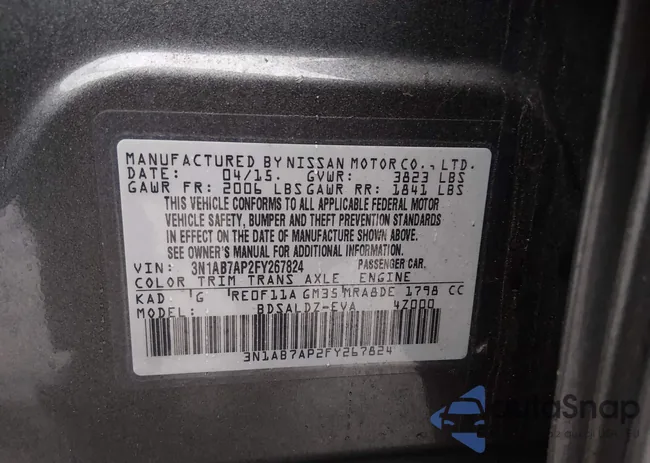 MANUFACTURED BY NISSAN MOTOR CO., LTD.
DATE: 04/15. GVWR: 3823 LBS
GAWR FR: 2006 LBS GAWR RR: 1841 LBS
THIS VEHICLE CONFORMS TO ALL APPLICABLE FEDERAL MOTOR
VEHICLE SAFETY, BUMPER AND THEFT PREVENTION STANDARDS
IN EFFECT ON THE DATE OF MANUFACTURE SHOWN ABOVE.
SEE OWNER'S MANUAL FOR ADDITIONAL INFORMATION
VIN: 3N1AB7AP2FY267824 PASSENGER CAR.
COLOR TRIM TRANS AXLE ENGINE
KAD G RE0F11A GM35 MRA8DE 1798 CC
MODEL: BDSALDZ-EVA 47000
3N1AB7AP2FY267824
autoSnap